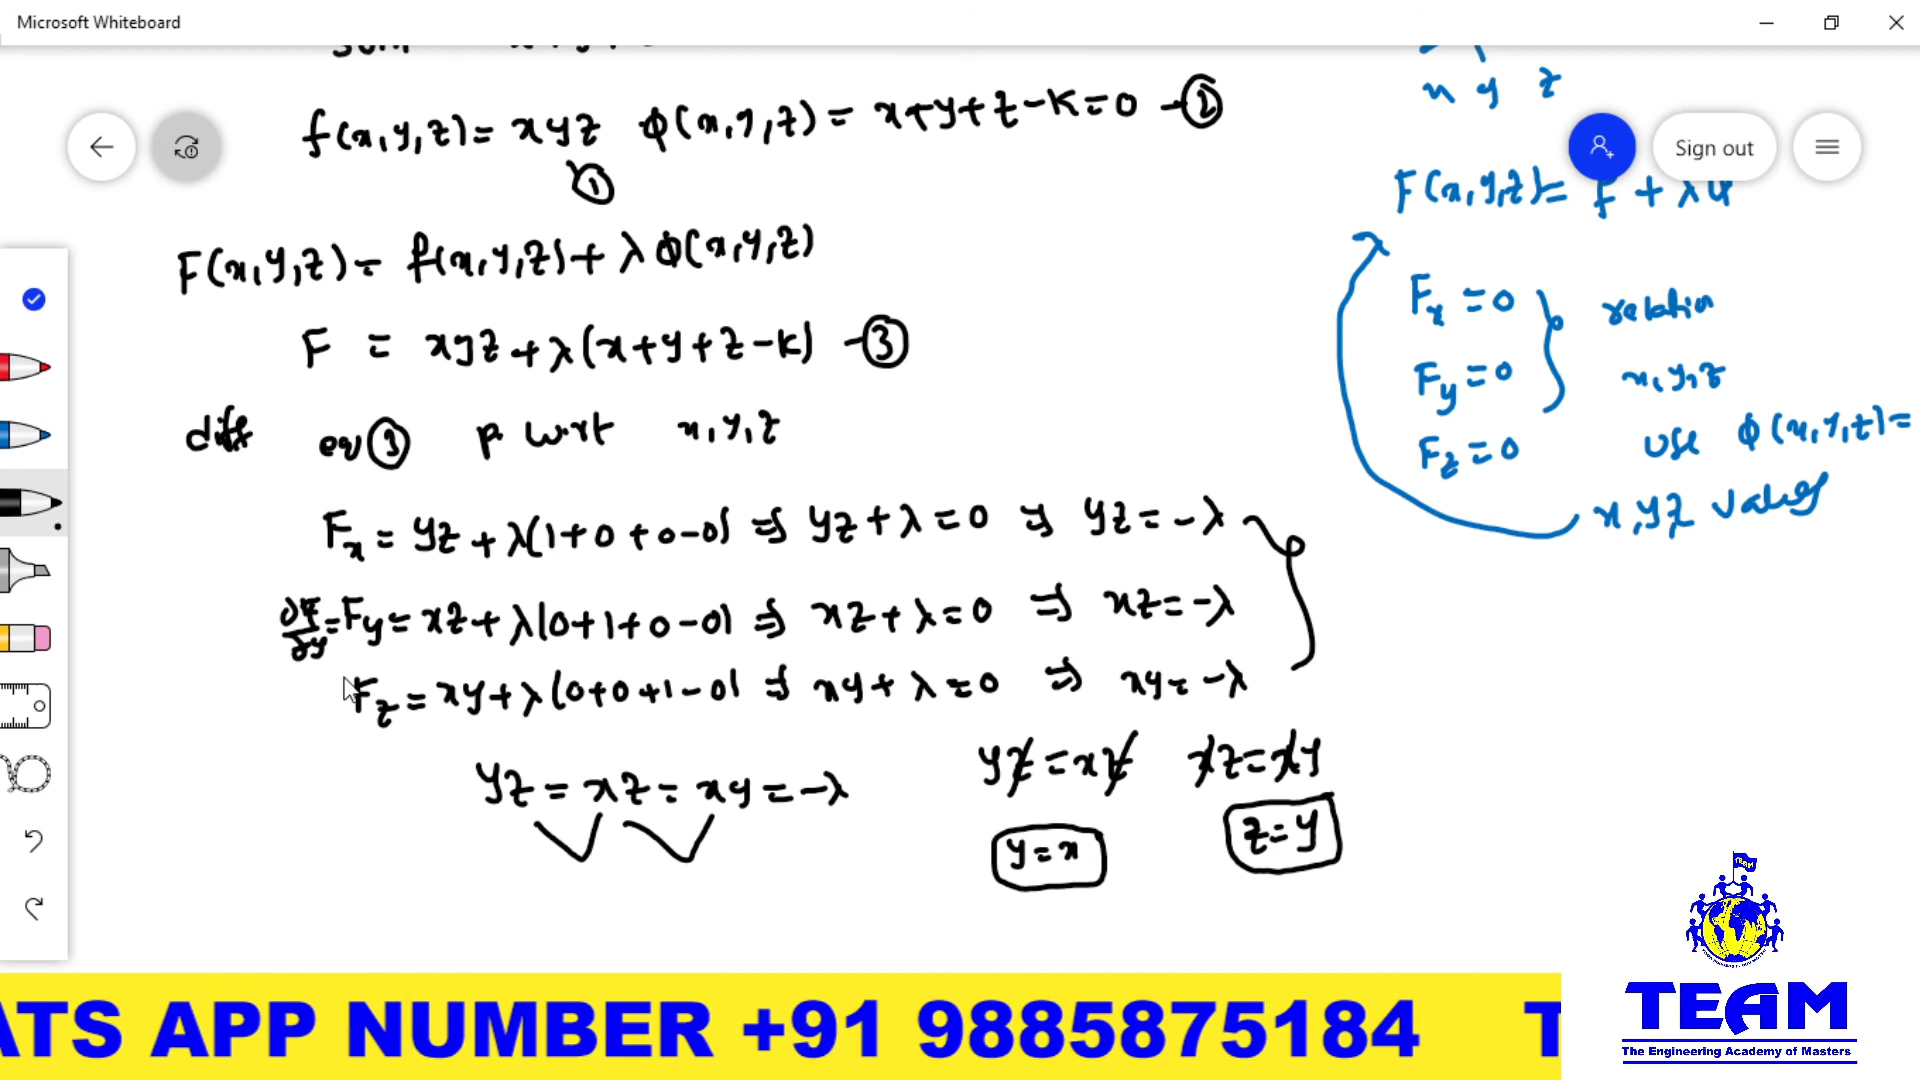 Microsoft Whiteboard
x y z
f(x,y,z) = xyz φ(x,y,z) = x+y+z-k=0 -②
①
Sign out
F(x,y,z) = f + λφ
F(x,y,z) = f(x,y,z) + λ φ(x,y,z)
F = xyz + λ(x+y+z-k) -③
diff eq ③ p wrt x,y,z
λ
Fx = 0
Fy = 0
Fz = 0
relation
x,y,z
use φ(x,y,z)=
x,y,z values
Fx = yz + λ(1+0+0-0) ⇒ yz + λ = 0 ⇒ yz = -λ
∂F/∂y = Fy = xz + λ(0+1+0-0) ⇒ xz + λ = 0 ⇒ xz = -λ
Fz = xy + λ(0+0+1-0) ⇒ xy + λ = 0 ⇒ xy = -λ
yz = xz = xy = -λ
yz = xz xz = xy
y = x z = y
ATS APP NUMBER +91 9885875184 T
TEAM
TEAM
The Engineering Academy of Masters